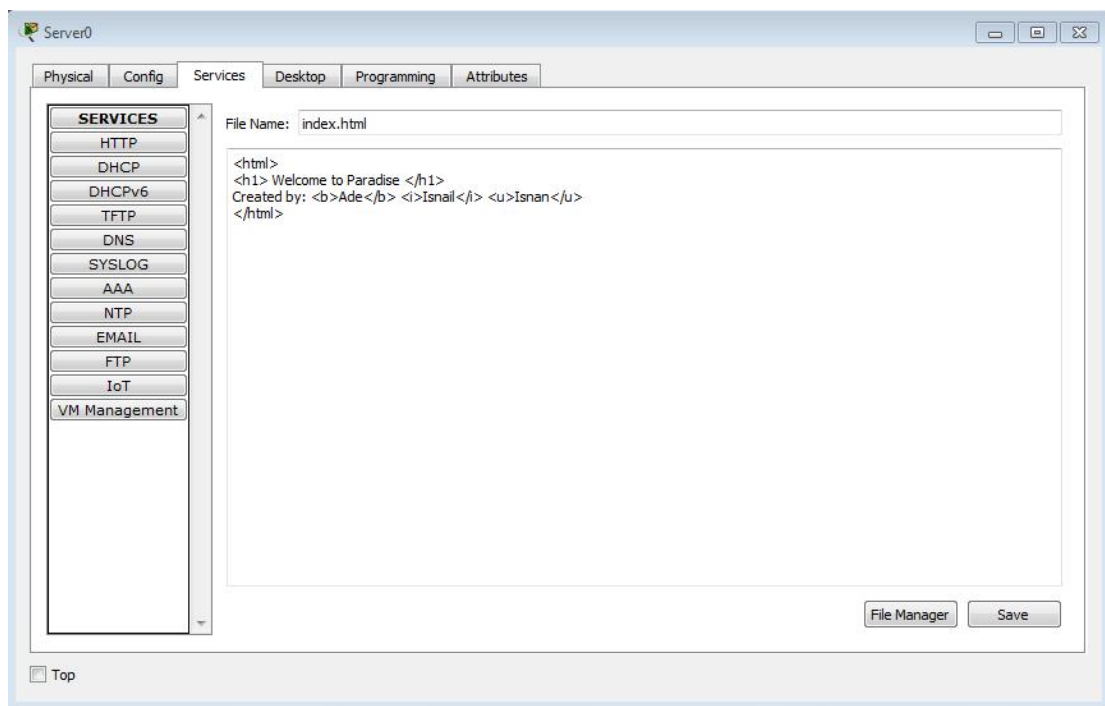 Server0
Physical Config Services Desktop Programming Attributes
SERVICES
HTTP
DHCP
DHCPv6
TFTP
DNS
SYSLOG
AAA
NTP
EMAIL
FTP
IoT
VM Management
File Name: index.html
<html>
<h1> Welcome to Paradise </h1>
Created by: <b>Ade</b> <i>Isnail</i> <u>Isnan</u>
</html>
File Manager Save
Top